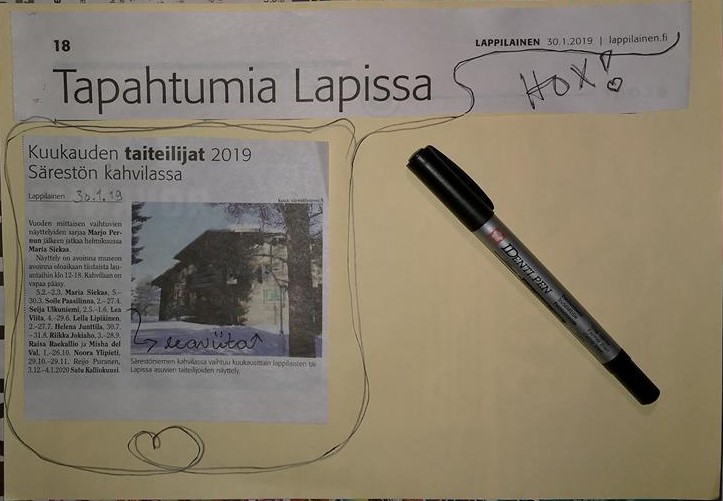 18
LAPPILAINEN 30.1.2019 | lappilainen.fi
Tapahtumia Lapissa
HOX!
Kuukauden taiteilijat 2019
Särestön kahvilassa
Lappilainen 30.1.19
Vuoden mittaisen vaihtuvien
näyttelyiden sarjaa Marjo Per-
nun jälkeen jatkaa helmikuussa
Maria Siekas.
Näyttely on avoinna museon
avoinna oloaikaan tiistaista lau-
antaihin klo 12-18. Kahvilaan on
vapaa pääsy.
5.2.-2.3. Maria Siekas, 5.-
30.3. Soile Paasilinna, 2.-27.4.
Seija Ulkuniemi, 2.5.-1.6. Lea
Viita, 4.-29.6. Leila Lipiäinen,
2.-27.7. Helena Junttila, 30.7.
-31.8. Riikka Jokiaho, 3.-28.9.
Raisa Raekallio ja Misha del
Val, 1.-26.10. Noora Ylipieti,
29.10.-29.11. Reijo Puranen,
3.12.-4.1.2020 Satu Kalliokuusi.
leaviita
Särestöniemen kahvilassa vaihtuu kuukausittain lappilaisten tai
Lapissa asuvien taiteilijoiden näyttely.
IDENTI PEN